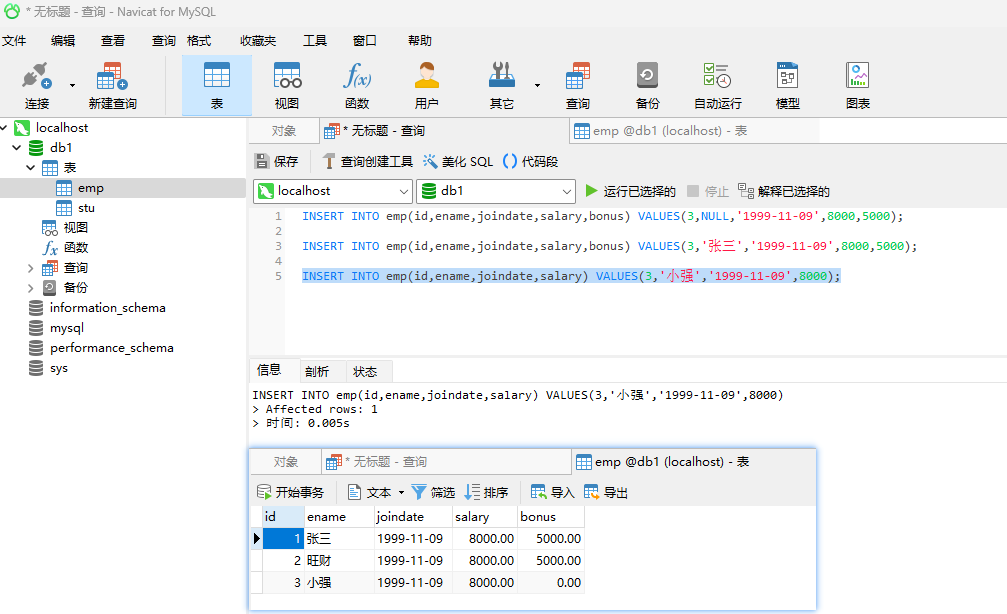 * 无标题 - 查询 - Navicat for MySQL
文件 编辑 查看 查询 格式 收藏夹 工具 窗口 帮助
连接 新建查询 表 视图 函数 用户 其它 查询 备份 自动运行 模型 图表
localhost
db1
表
emp
stu
视图
函数
查询
备份
information_schema
mysql
performance_schema
sys
对象 * 无标题 - 查询 emp @db1 (localhost) - 表
保存 查询创建工具 美化 SQL 代码段
localhost db1 运行已选择的 停止 解释已选择的
1 INSERT INTO emp(id,ename,joindate,salary,bonus) VALUES(3,NULL,'1999-11-09',8000,5000);
2
3 INSERT INTO emp(id,ename,joindate,salary,bonus) VALUES(3,'张三','1999-11-09',8000,5000);
4
5 INSERT INTO emp(id,ename,joindate,salary) VALUES(3,'小强','1999-11-09',8000);
信息 剖析 状态
INSERT INTO emp(id,ename,joindate,salary) VALUES(3,'小强','1999-11-09',8000)
> Affected rows: 1
> 时间: 0.005s
对象 * 无标题 - 查询 emp @db1 (localhost) - 表
开始事务 文本 筛选 排序 导入 导出
id ename joindate salary bonus
1 张三 1999-11-09 8000.00 5000.00
2 旺财 1999-11-09 8000.00 5000.00
3 小强 1999-11-09 8000.00 0.00